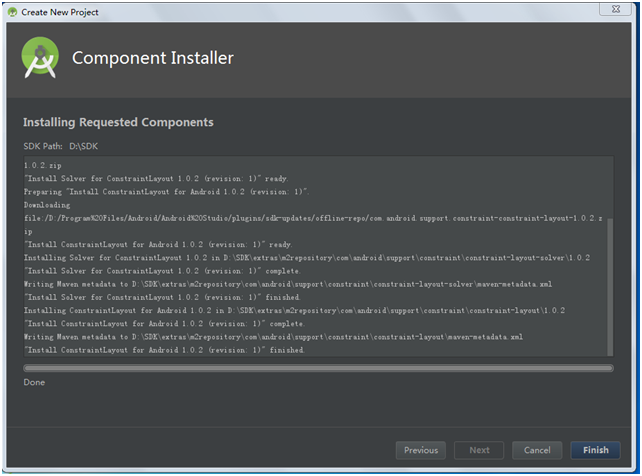 Create New Project
Component Installer
Installing Requested Components
SDK Path: D:\SDK
1.0.2.zip
"Install Solver for ConstraintLayout 1.0.2 (revision: 1)" ready.
Preparing "Install ConstraintLayout for Android 1.0.2 (revision: 1)".
Downloading
file:/D:/Program%20Files/Android/Android%20Studio/plugins/sdk-updates/offline-repo/com.android.support.constraint-constraint-layout-1.0.2.z
ip
"Install ConstraintLayout for Android 1.0.2 (revision: 1)" ready.
Installing Solver for ConstraintLayout 1.0.2 in D:\SDK\extras\m2repository\com\android\support\constraint\constraint-layout-solver\1.0.2
"Install Solver for ConstraintLayout 1.0.2 (revision: 1)" complete.
Writing Maven metadata to D:\SDK\extras\m2repository\com\android\support\constraint\constraint-layout-solver\maven-metadata.xml
"Install Solver for ConstraintLayout 1.0.2 (revision: 1)" finished.
Installing ConstraintLayout for Android 1.0.2 in D:\SDK\extras\m2repository\com\android\support\constraint\constraint-layout\1.0.2
"Install ConstraintLayout for Android 1.0.2 (revision: 1)" complete.
Writing Maven metadata to D:\SDK\extras\m2repository\com\android\support\constraint\constraint-layout\maven-metadata.xml
"Install ConstraintLayout for Android 1.0.2 (revision: 1)" finished.
Done
Previous
Next
Cancel
Finish